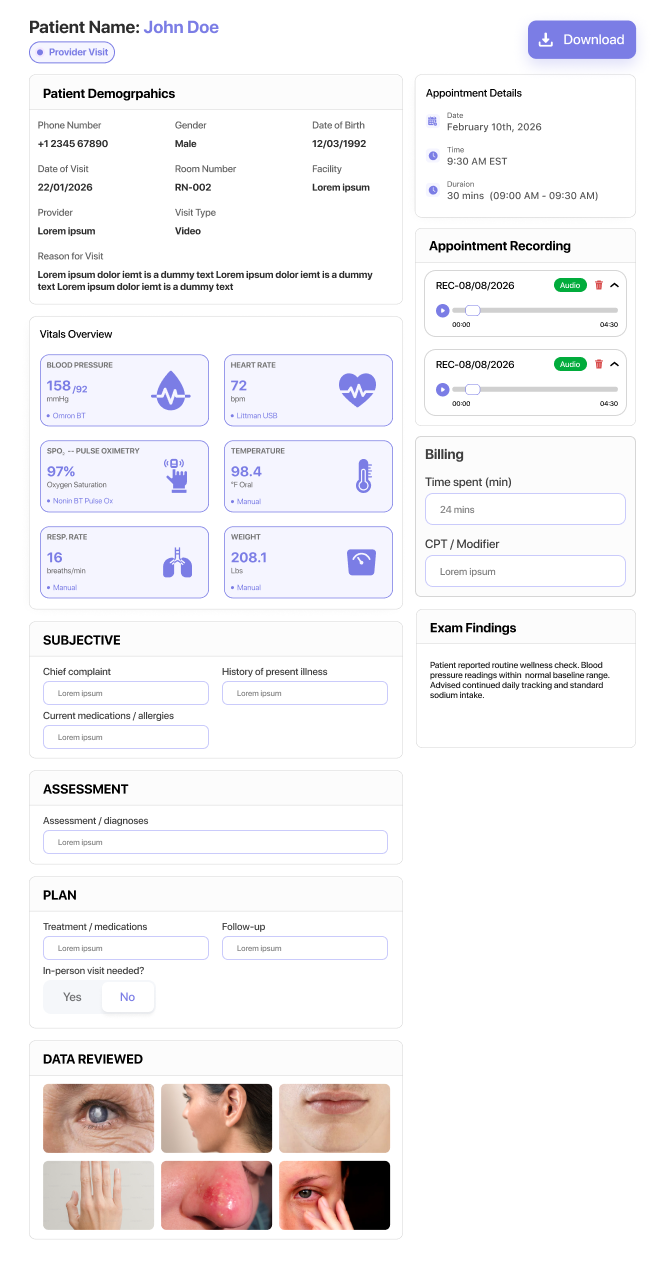 Patient Name: John Doe
Provider Visit
Download
Patient Demogrpahics
Phone Number
Gender
Date of Birth
+1 2345 67890
Male
12/03/1992
Date of Visit
Room Number
Facility
22/01/2026
RN-002
Lorem ipsum
Provider
Visit Type
Lorem ipsum
Video
Reason for Visit
Lorem ipsum dolor iemt is a dummy text Lorem ipsum dolor iemt is a dummy
text Lorem ipsum dolor iemt is a dummy text
Vitals Overview
BLOOD PRESSURE
158 /92
mmHg
• Omron BT
HEART RATE
72
bpm
• Littman USB
SPO₂ -- PULSE OXIMETRY
97%
Oxygen Saturation
• Nonin BT Pulse Ox
TEMPERATURE
98.4
°F Oral
• Manual
RESP. RATE
16
breaths/min
• Manual
WEIGHT
208.1
Lbs
• Manual
SUBJECTIVE
Chief complaint
History of present illness
Lorem ipsum
Lorem ipsum
Current medications / allergies
Lorem ipsum
ASSESSMENT
Assessment / diagnoses
Lorem ipsum
PLAN
Treatment / medications
Follow-up
Lorem ipsum
Lorem ipsum
In-person visit needed?
Yes
No
DATA REVIEWED
Appointment Details
Date
February 10th, 2026
Time
9:30 AM EST
Duraion
30 mins (09:00 AM - 09:30 AM)
Appointment Recording
REC-08/08/2026
Audio
00:00
04:30
REC-08/08/2026
Audio
00:00
04:30
Billing
Time spent (min)
24 mins
CPT / Modifier
Lorem ipsum
Exam Findings
Patient reported routine wellness check. Blood
pressure readings within normal baseline range.
Advised continued daily tracking and standard
sodium intake.